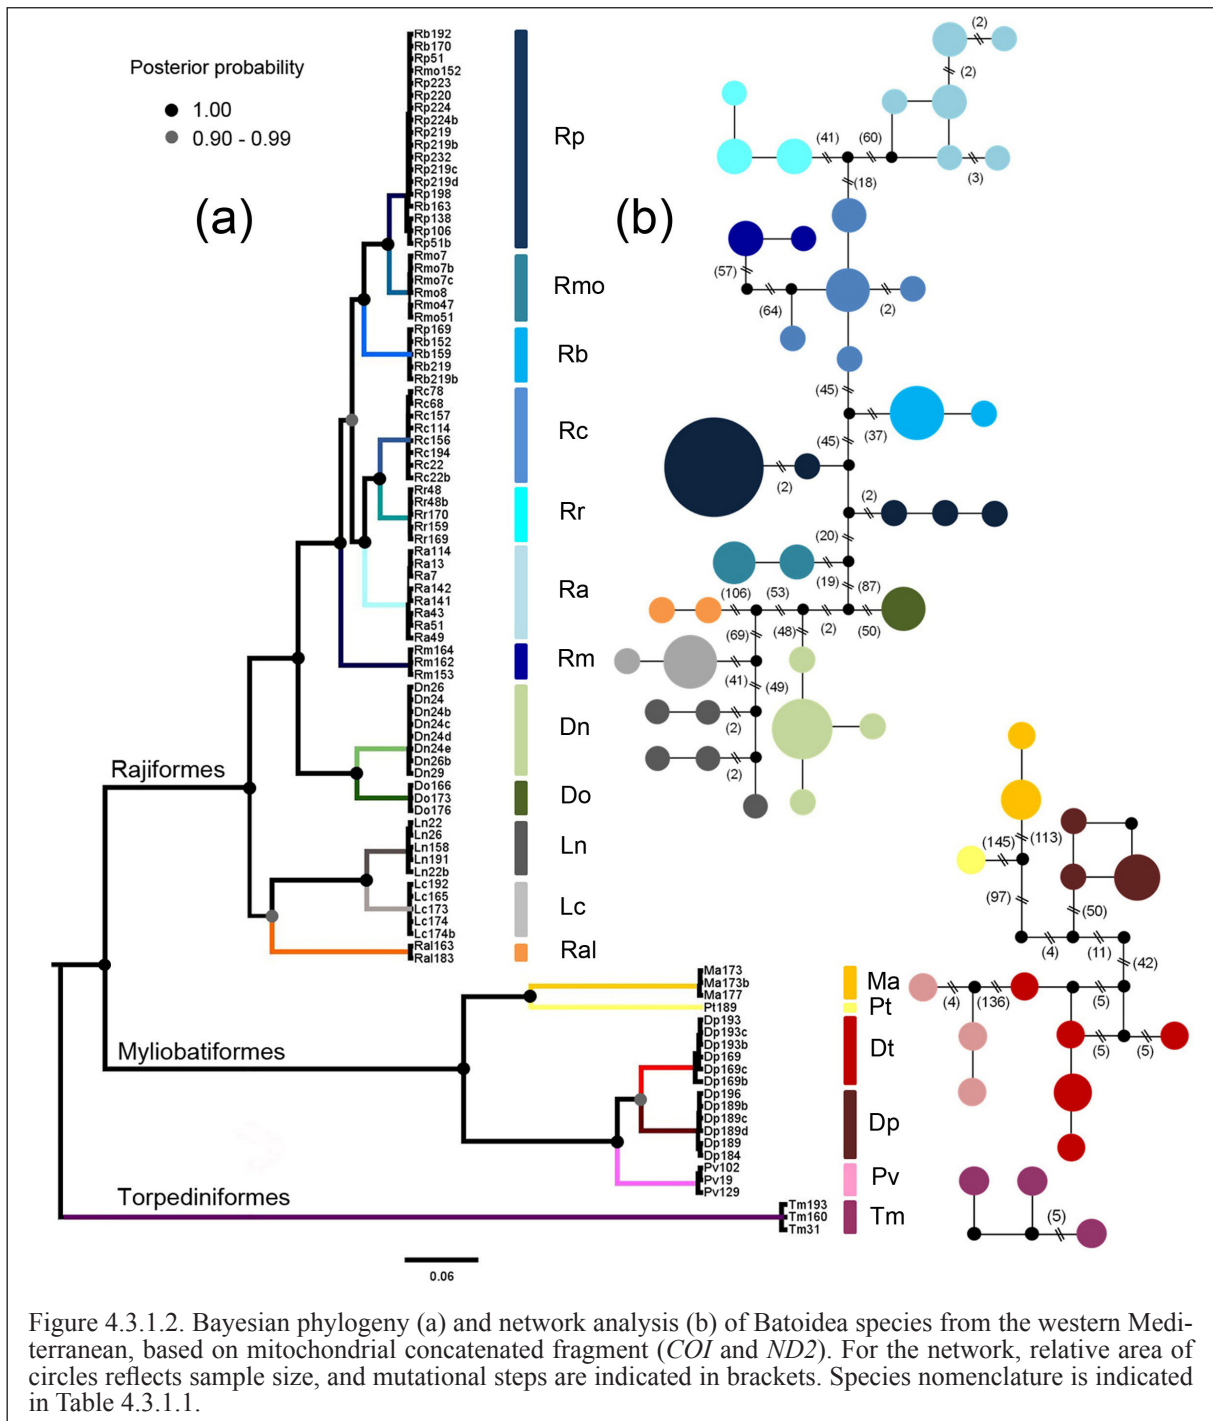 Posterior probability
1.00
0.90 - 0.99
(a)
Rb192
Rb170
Rp51
Rmo152
Rp223
Rp220
Rp224
Rp224b
Rp219
Rp219b
Rp232
Rp219c
Rp219d
Rp198
Rb163
Rp138
Rp106
Rp51b
Rmo7
Rmo7b
Rmo7c
Rmo8
Rmo47
Rmo51
Rp169
Rb152
Rb159
Rb219
Rb219b
Rc78
Rc68
Rc157
Rc114
Rc156
Rc194
Rc22
Rc22b
Rr48
Rr48b
Rr170
Rr159
Rr169
Ra114
Ra13
Ra7
Ra142
Ra141
Ra43
Ra51
Ra49
Rm164
Rm162
Rm153
Dn26
Dn24
Dn24b
Dn24c
Dn24d
Dn24e
Dn26b
Dn29
Do166
Do173
Do176
Ln22
Ln26
Ln158
Ln191
Ln22b
Lc192
Lc165
Lc173
Lc174
Lc174b
Ral163
Ral183
Ma173
Ma173b
Ma177
Pt189
Dp193
Dp193c
Dp193b
Dp169
Dp169c
Dp169b
Dp196
Dp189b
Dp189c
Dp189d
Dp189
Dp184
Pv102
Pv19
Pv129
Tm193
Tm160
Tm31
Rajiformes
Myliobatiformes
Torpediniformes
0.06
Rp
Rmo
Rb
Rc
Rr
Ra
Rm
Dn
Do
Ln
Lc
Ral
Ma
Pt
Dt
Dp
Pv
Tm
(b)
(2)
(2)
(41)
(60)
(3)
(18)
(57)
(64)
(2)
(45)
(37)
(45)
(2)
(2)
(20)
(19)
(87)
(106)
(53)
(2)
(50)
(69)
(48)
(41)
(49)
(2)
(2)
(145)
(113)
(97)
(50)
(4)
(11)
(42)
(4)
(136)
(5)
(5)
(5)
(5)
Figure 4.3.1.2. Bayesian phylogeny (a) and network analysis (b) of Batoidea species from the western Medi-
terranean, based on mitochondrial concatenated fragment (COI and ND2). For the network, relative area of
circles reflects sample size, and mutational steps are indicated in brackets. Species nomenclature is indicated
in Table 4.3.1.1.